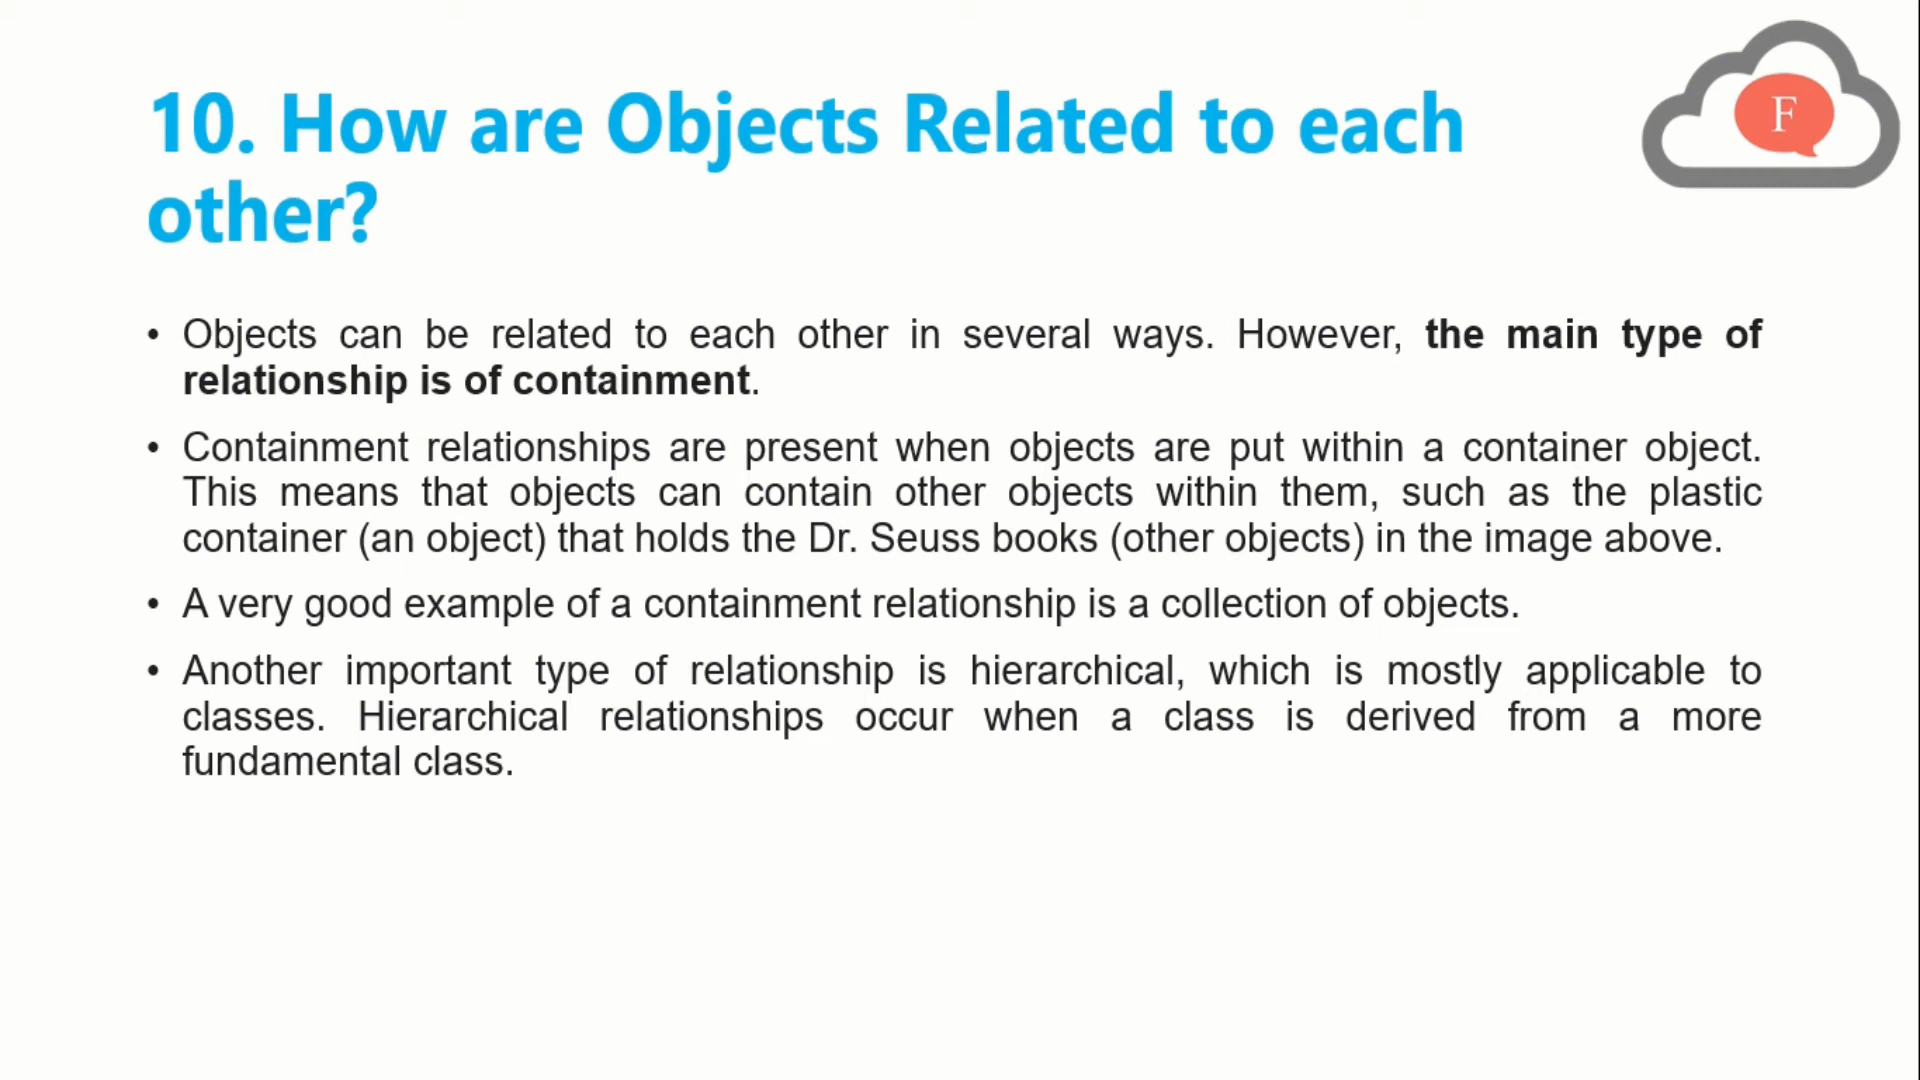 10. How are Objects Related to each
other?
F
• Objects can be related to each other in several ways. However, the main type of
relationship is of containment.
• Containment relationships are present when objects are put within a container object.
This means that objects can contain other objects within them, such as the plastic
container (an object) that holds the Dr. Seuss books (other objects) in the image above.
• A very good example of a containment relationship is a collection of objects.
• Another important type of relationship is hierarchical, which is mostly applicable to
classes. Hierarchical relationships occur when a class is derived from a more
fundamental class.